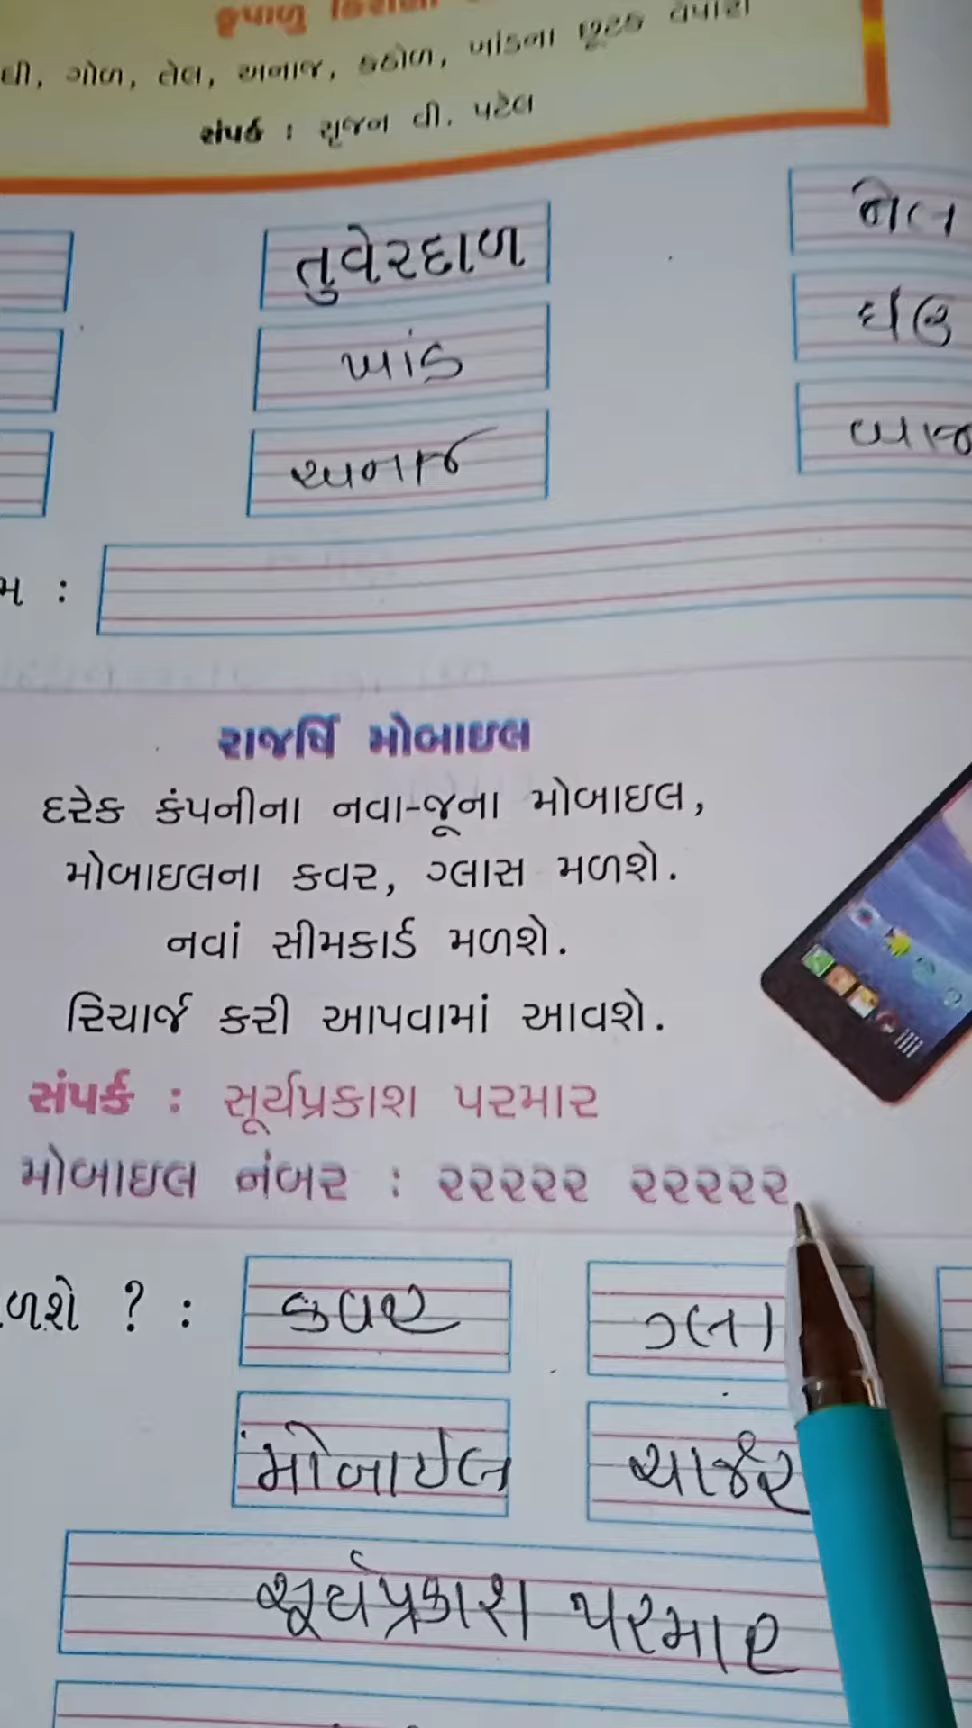 ઘી, ગોળ, તેલ, અનાજ, કઠોળ, ખાંડના છૂટક વેપારી
સંપર્ક : સૃજન વી. પટેલ
તુવેરદાળ તેલ
ખાંડ ઘઉ
અનાજ
મ :
રાજર્ષિ મોબાઇલ
દરેક કંપનીના નવા-જૂના મોબાઇલ,
મોબાઇલના કવર, ગ્લાસ મળશે.
નવાં સીમકાર્ડ મળશે.
રિચાર્જ કરી આપવામાં આવશે.
સંપર્ક : સૂર્યપ્રકાશ પરમાર
મોબાઇલ નંબર : ૨૨૨૨૨ ૨૨૨૨૨
ળશે ? : કવર ગ્લા
મોબાઈલ ચાર્જર
સૂર્યપ્રકાશ પરમાર